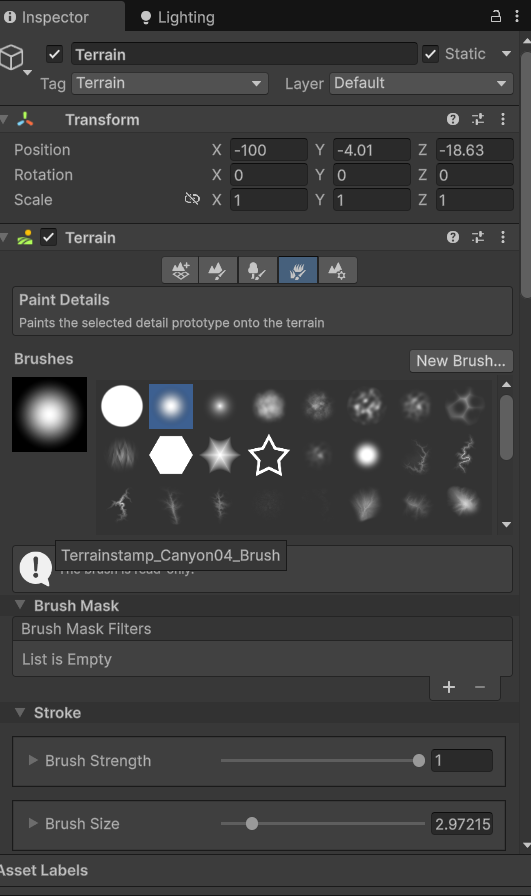 Inspector
Lighting
Terrain
Static
Tag Terrain
Layer Default
Transform
Position X -100 Y -4.01 Z -18.63
Rotation X 0 Y 0 Z 0
Scale X 1 Y 1 Z 1
Terrain
Paint Details
Paints the selected detail prototype onto the terrain
Brushes
New Brush...
Terrainstamp_Canyon04_Brush
The brush is read-only.
Brush Mask
Brush Mask Filters
List is Empty
Stroke
Brush Strength 1
Brush Size 2.97215
Asset Labels